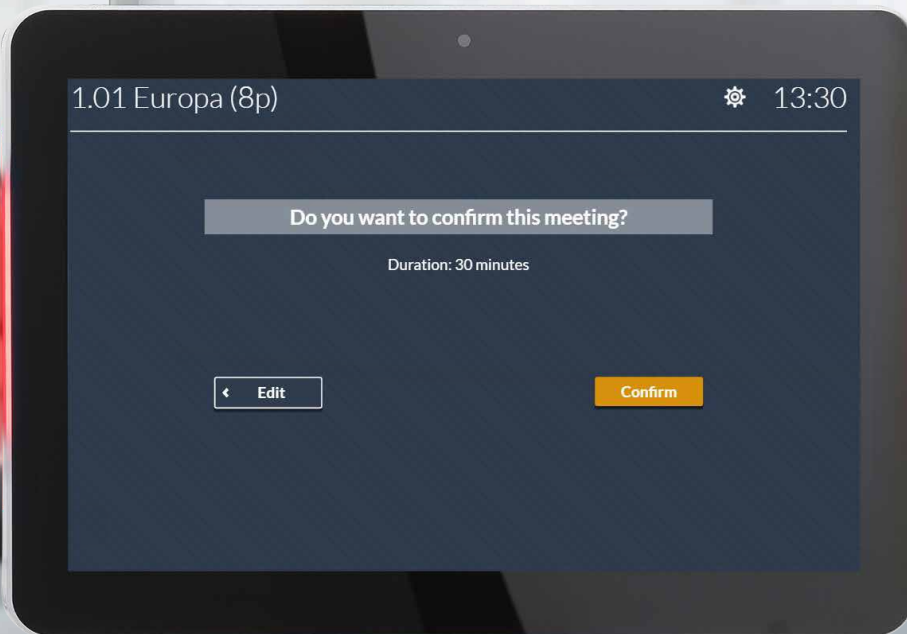 1.01 Europa (8p)
13:30
Do you want to confirm this meeting?
Duration: 30 minutes
Edit
Confirm